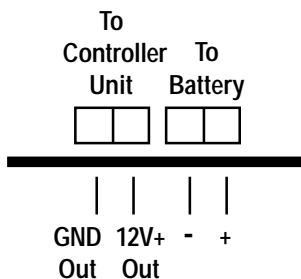 To
Controller To
Unit Battery
GND 12V+ - +
Out Out